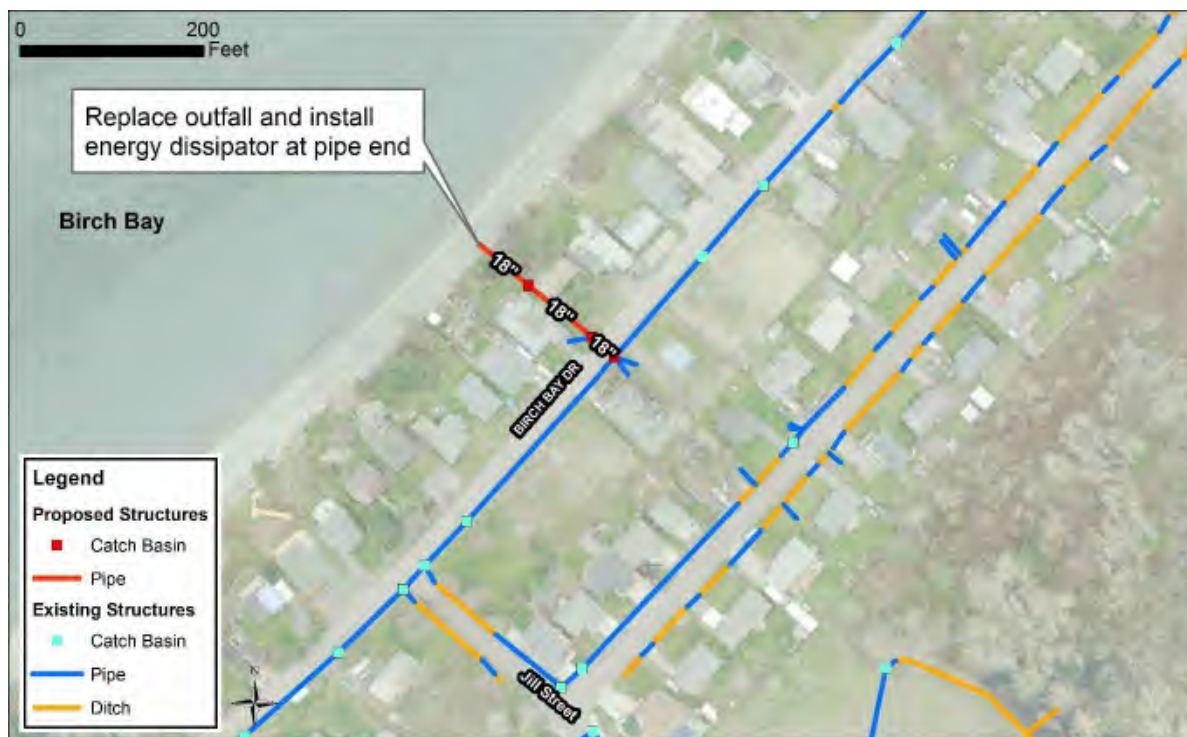 0 200
Feet
Replace outfall and install
energy dissipator at pipe end
Birch Bay
18"
18"
18"
BIRCH BAY DR
Jill Street
Legend
Proposed Structures
Catch Basin
Pipe
Existing Structures
Catch Basin
Pipe
Ditch
N